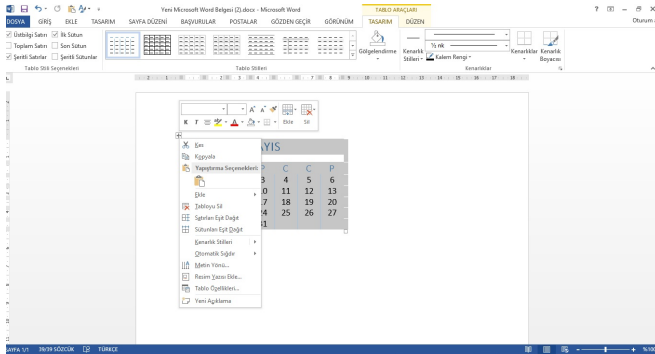 Yeni Microsoft Word Belgesi (2).docx - Microsoft Word
TABLO ARAÇLARI
Oturum
DOSYA GİRİŞ EKLE TASARIM SAYFA DÜZENİ BAŞVURULAR POSTALAR GÖZDEN GEÇİR GÖRÜNÜM TASARIM DÜZEN
Üstbilgi Satırı İlk Sütun
Toplam Satırı Son Sütun
Şeritli Satırlar Şeritli Sütunlar
Gölgelendirme
Kenarlık Stilleri
½ nk
Kalem Rengi
Kenarlıklar
Kenarlık Boyacısı
Tablo Stili Seçenekleri
Tablo Stilleri
Kenarlıklar
K T
Ekle Sil
AYIS
Kes
Kopyala
Yapıştırma Seçenekleri:
Ekle
Tabloyu Sil
Satırları Eşit Dağıt
Sütunları Eşit Dağıt
Kenarlık Stilleri
Otomatik Sığdır
Metin Yönü...
Resim Yazısı Ekle...
Tablo Özellikleri...
Yeni Açıklama
P C C P
3 4 5 6
10 11 12 13
17 18 19 20
24 25 26 27
31
SAYFA 1/1 39/39 SÖZCÜK TÜRKÇE
%100